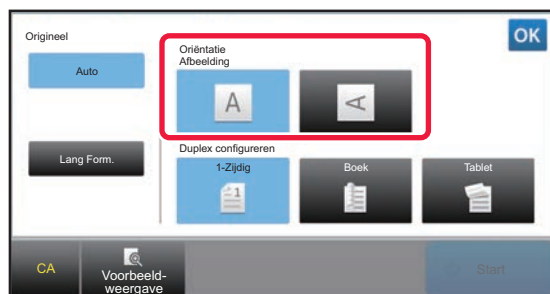 Origineel
OK
Oriëntatie
Afbeelding
Auto
A
A
Duplex configureren
Lang Form.
1-Zijdig
Boek
Tablet
1
CA
Voorbeeld-
weergave
Start